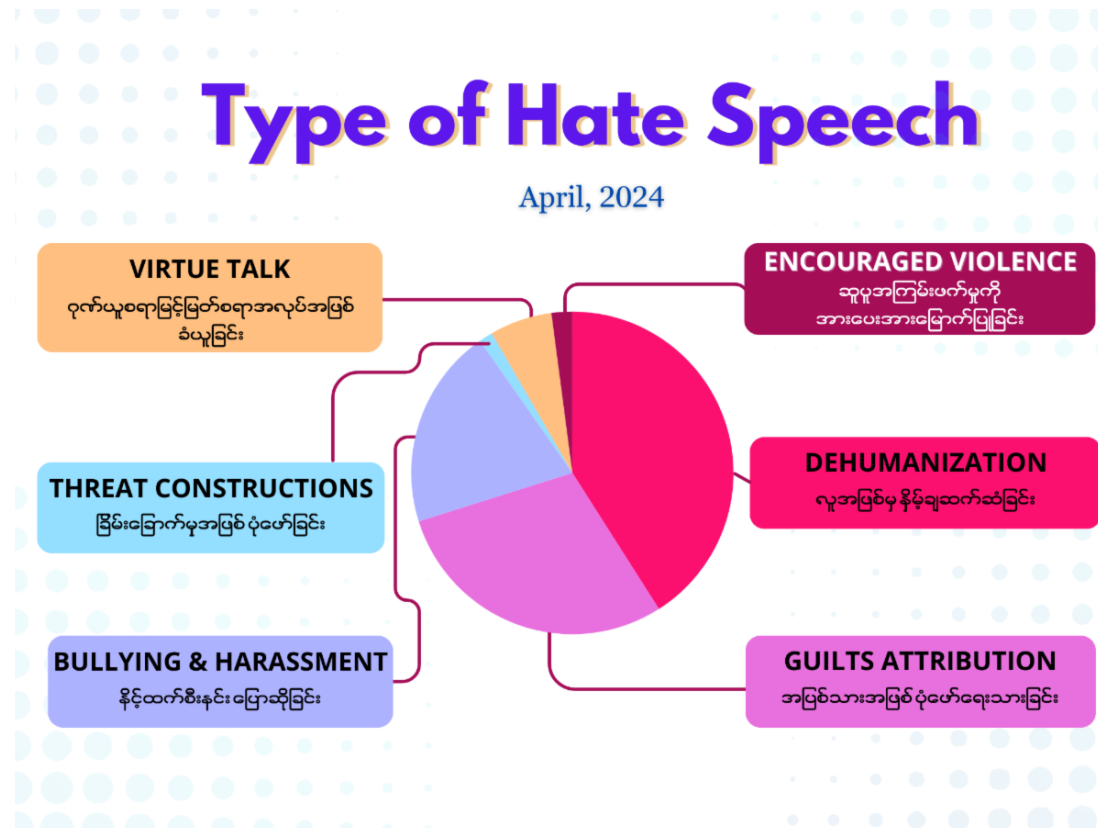 Type of Hate Speech
April, 2024
VIRTUE TALK
ဂုဏ်ယူစရာမြင့်မြတ်စရာအလုပ်အဖြစ်
ခံယူခြင်း
THREAT CONSTRUCTIONS
ခြိမ်းခြောက်မှုအဖြစ် ပုံဖော်ခြင်း
BULLYING & HARASSMENT
နှိင့်ထက်စီးနင်း ပြောဆိုခြင်း
ENCOURAGED VIOLENCE
ဆူပူအကြမ်းဖက်မှုကို
အားပေးအားမြှောက်ပြုခြင်း
DEHUMANIZATION
လူအဖြစ်မှ နှိမ့်ချဆက်ဆံခြင်း
GUILTS ATTRIBUTION
အပြစ်သားအဖြစ် ပုံဖော်ရေးသားခြင်း